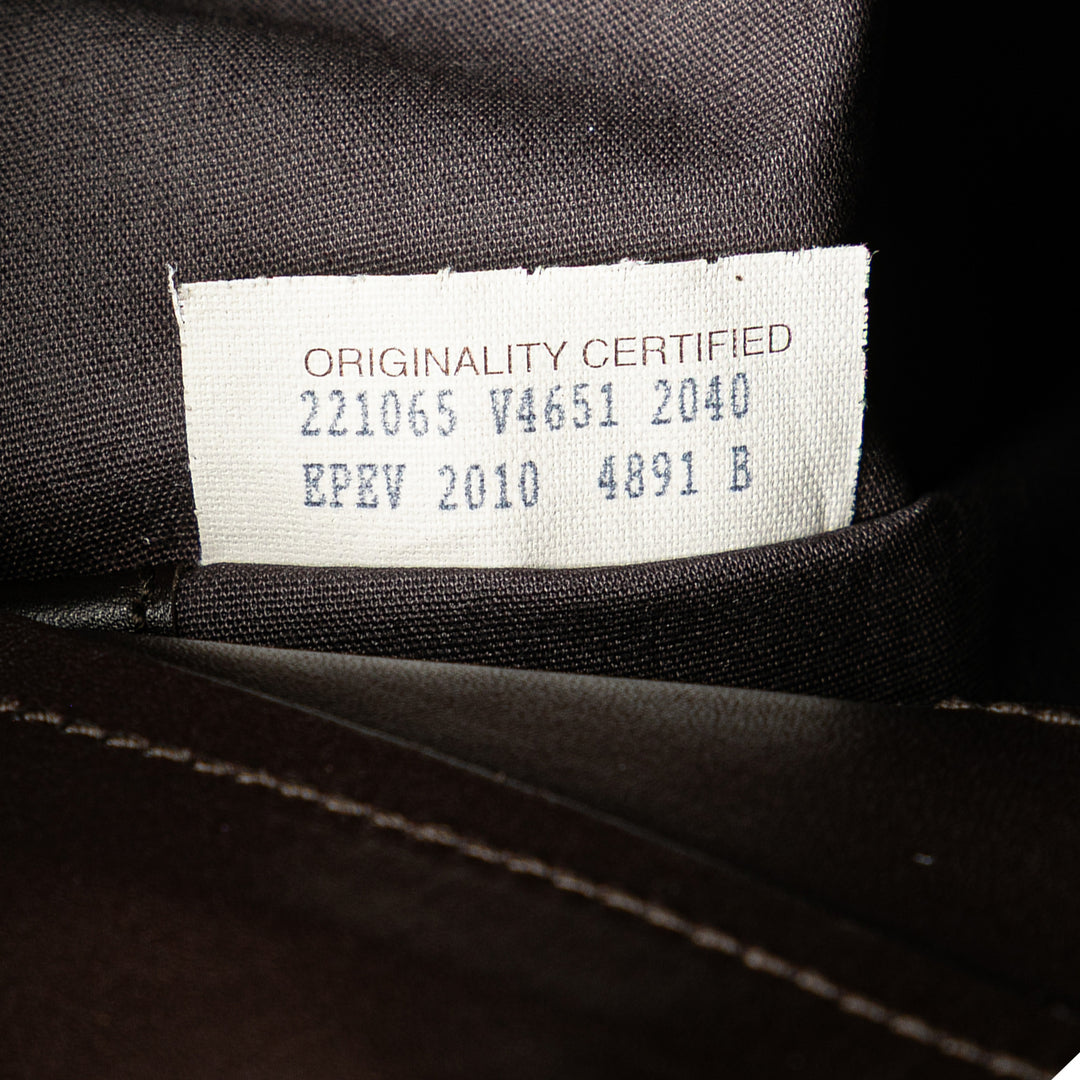 ORIGINALITY CERTIFIED
221065 V4651 2040
EPEV 2010 4891 B